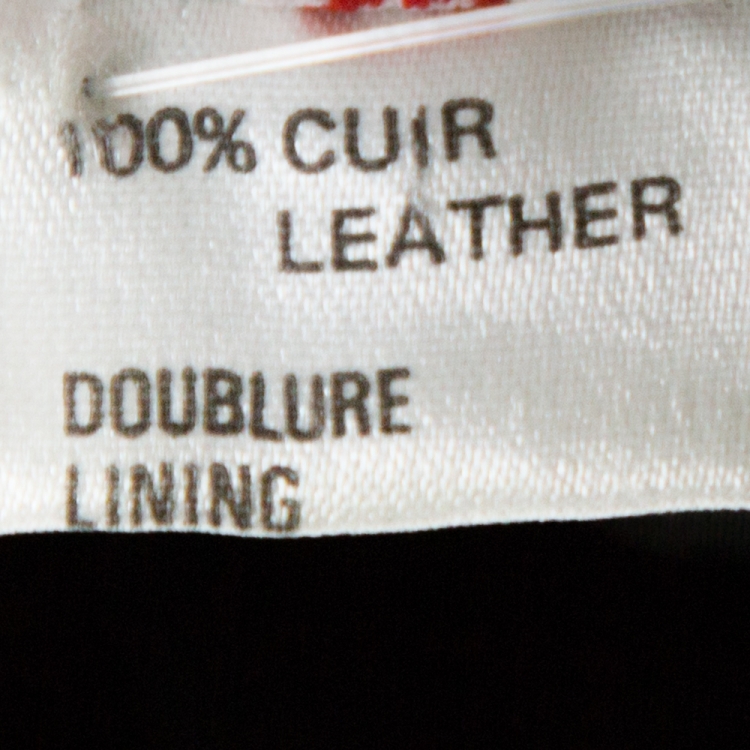 100% CUIR
LEATHER
DOUBLURE
LINING